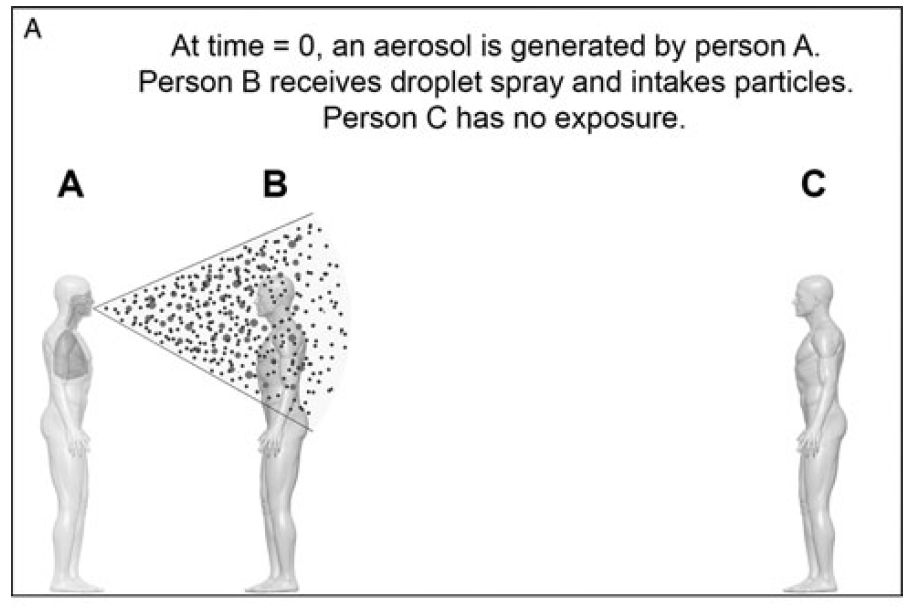 A
At time = 0, an aerosol is generated by person A.
Person B receives droplet spray and intakes particles.
Person C has no exposure.
A B C